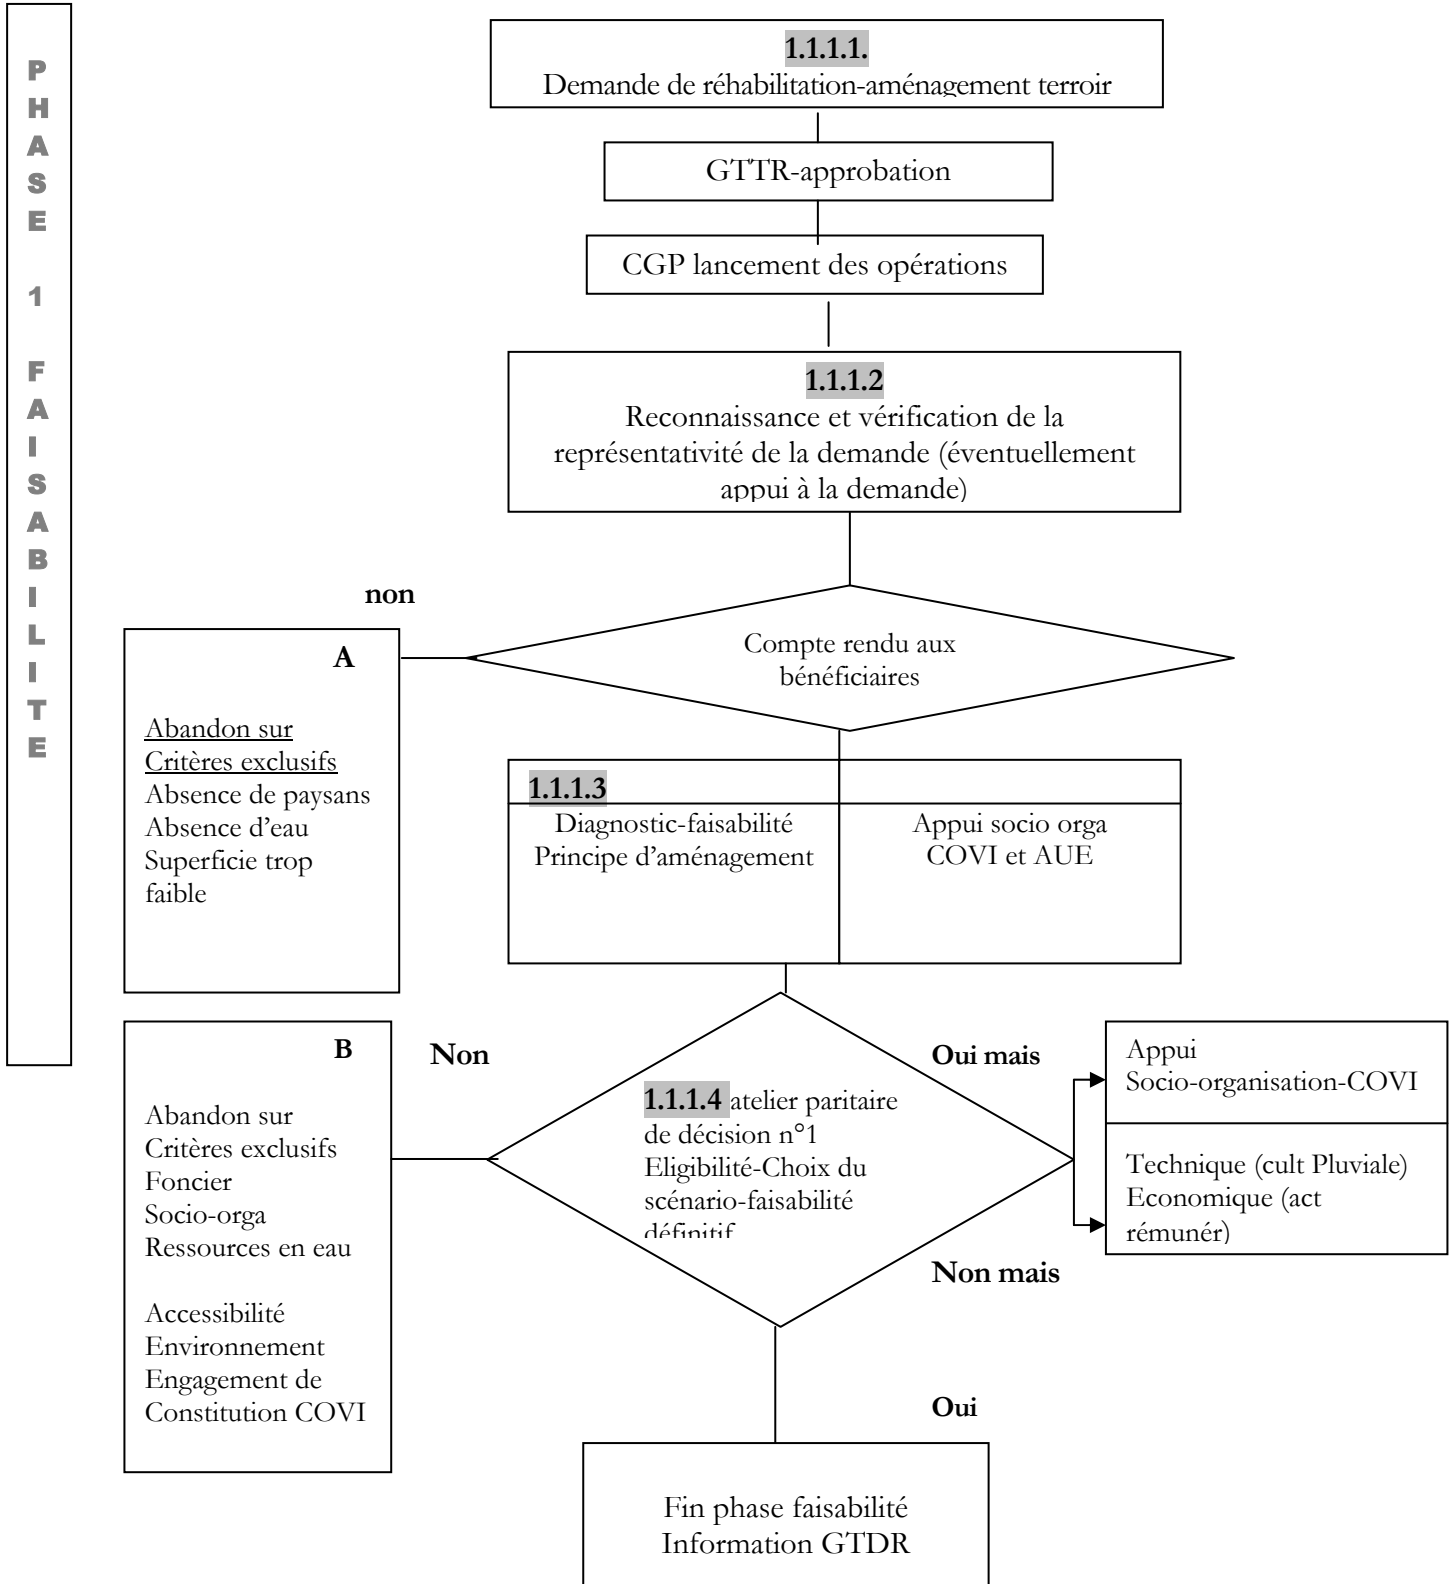 PHASE 1 FAISABILITE
1.1.1.1.
Demande de réhabilitation-aménagement terroir
GTTR-approbation
CGP lancement des opérations
1.1.1.2
Reconnaissance et vérification de la
représentativité de la demande (éventuellement
appui à la demande)
non
Compte rendu aux
bénéficiaires
A
Abandon sur
Critères exclusifs
Absence de paysans
Absence d'eau
Superficie trop
faible
1.1.1.3
Diagnostic-faisabilité
Principe d'aménagement
Appui socio orga
COVI et AUE
B
Abandon sur
Critères exclusifs
Foncier
Socio-orga
Ressources en eau
Accessibilité
Environnement
Engagement de
Constitution COVI
Non
1.1.1.4 atelier paritaire
de décision n°1
Eligibilité-Choix du
scénario-faisabilité
définitif
Oui mais
Appui
Socio-organisation-COVI
Technique (cult Pluviale)
Economique (act
rémunér)
Non mais
Oui
Fin phase faisabilité
Information GTDR